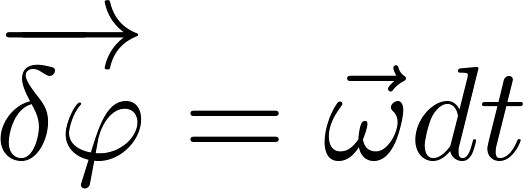 $\overrightarrow{\delta\varphi} = \vec{\omega} dt$